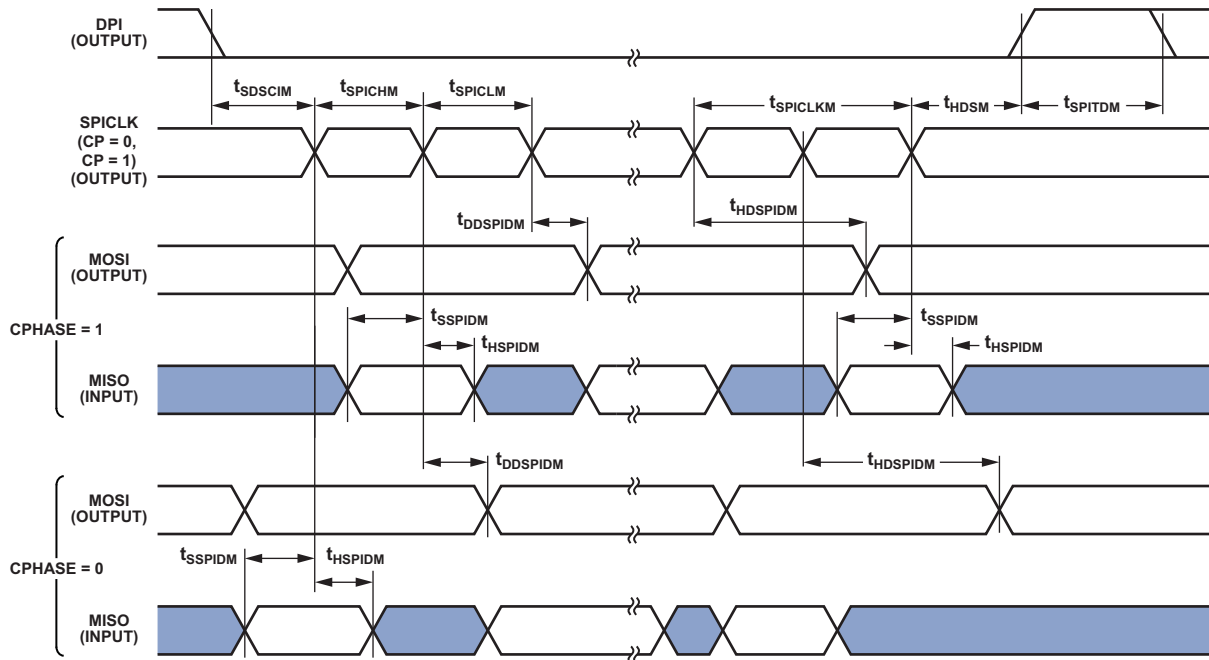 DPI
(OUTPUT)
tSDSCIM
tSPICHM
tSPICLM
tSPICLKM
tHDSM
tSPITDM
SPICLK
(CP = 0,
CP = 1)
(OUTPUT)
tHDSPIDM
tDDSPIDM
MOSI
(OUTPUT)
CPHASE = 1
tSSPIDM
tSSPIDM
tHSPIDM
tHSPIDM
MISO
(INPUT)
tDDSPIDM
tHDSPIDM
MOSI
(OUTPUT)
tSSPIDM
tHSPIDM
CPHASE = 0
MISO
(INPUT)